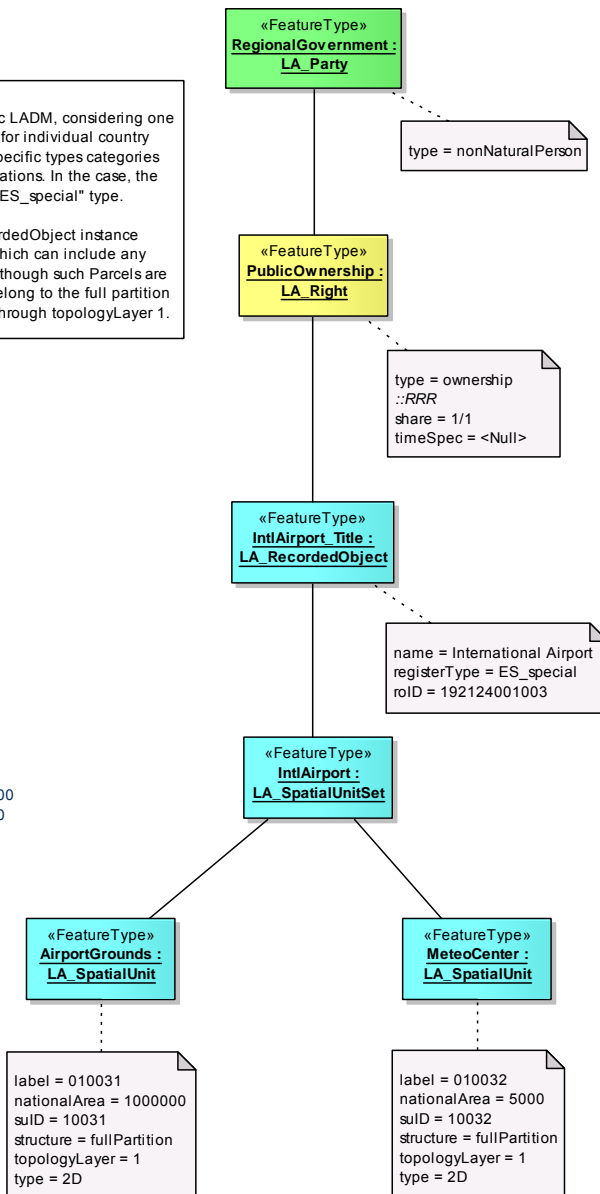 «FeatureType»
RegionalGovernment :
LA_Party
type = nonNaturalPerson
c LADM, considering one
for individual country
pecific types categories
ations. In the case, the
ES_special" type.
rdedObject instance
hich can include any
though such Parcels are
elong to the full partition
hrough topologyLayer 1.
«FeatureType»
PublicOwnership :
LA_Right
type = ownership
::RRR
share = 1/1
timeSpec = <Null>
«FeatureType»
IntlAirport_Title :
LA_RecordedObject
name = International Airport
registerType = ES_special
roID = 192124001003
«FeatureType»
IntlAirport :
LA_SpatialUnitSet
00
0
«FeatureType»
AirportGrounds :
LA_SpatialUnit
«FeatureType»
MeteoCenter :
LA_SpatialUnit
label = 010031
nationalArea = 1000000
suID = 10031
structure = fullPartition
topologyLayer = 1
type = 2D
label = 010032
nationalArea = 5000
suID = 10032
structure = fullPartition
topologyLayer = 1
type = 2D